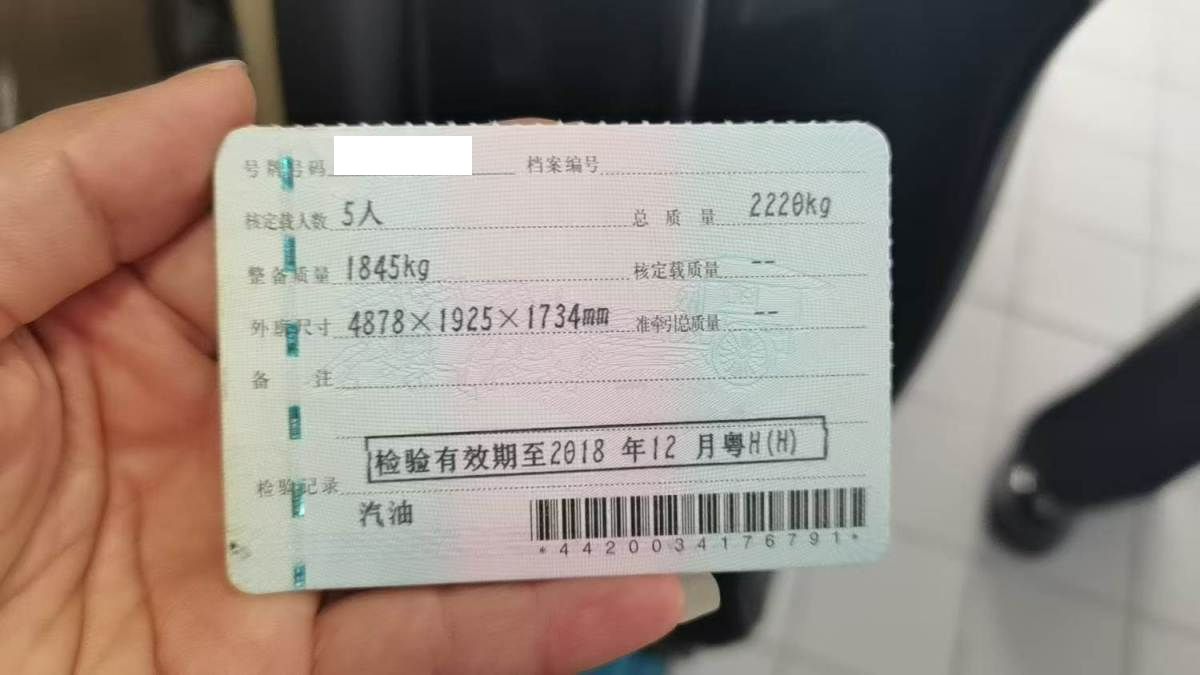 号牌号码 档案编号
核定载人数 5人 总质量 2220kg
整备质量 1845kg 核定载质量 --
外廓尺寸 4878×1925×1734mm 准牵引总质量 --
备注
检验有效期至2018 年12 月粤H(H)
检验记录
汽油
*4420034176791*